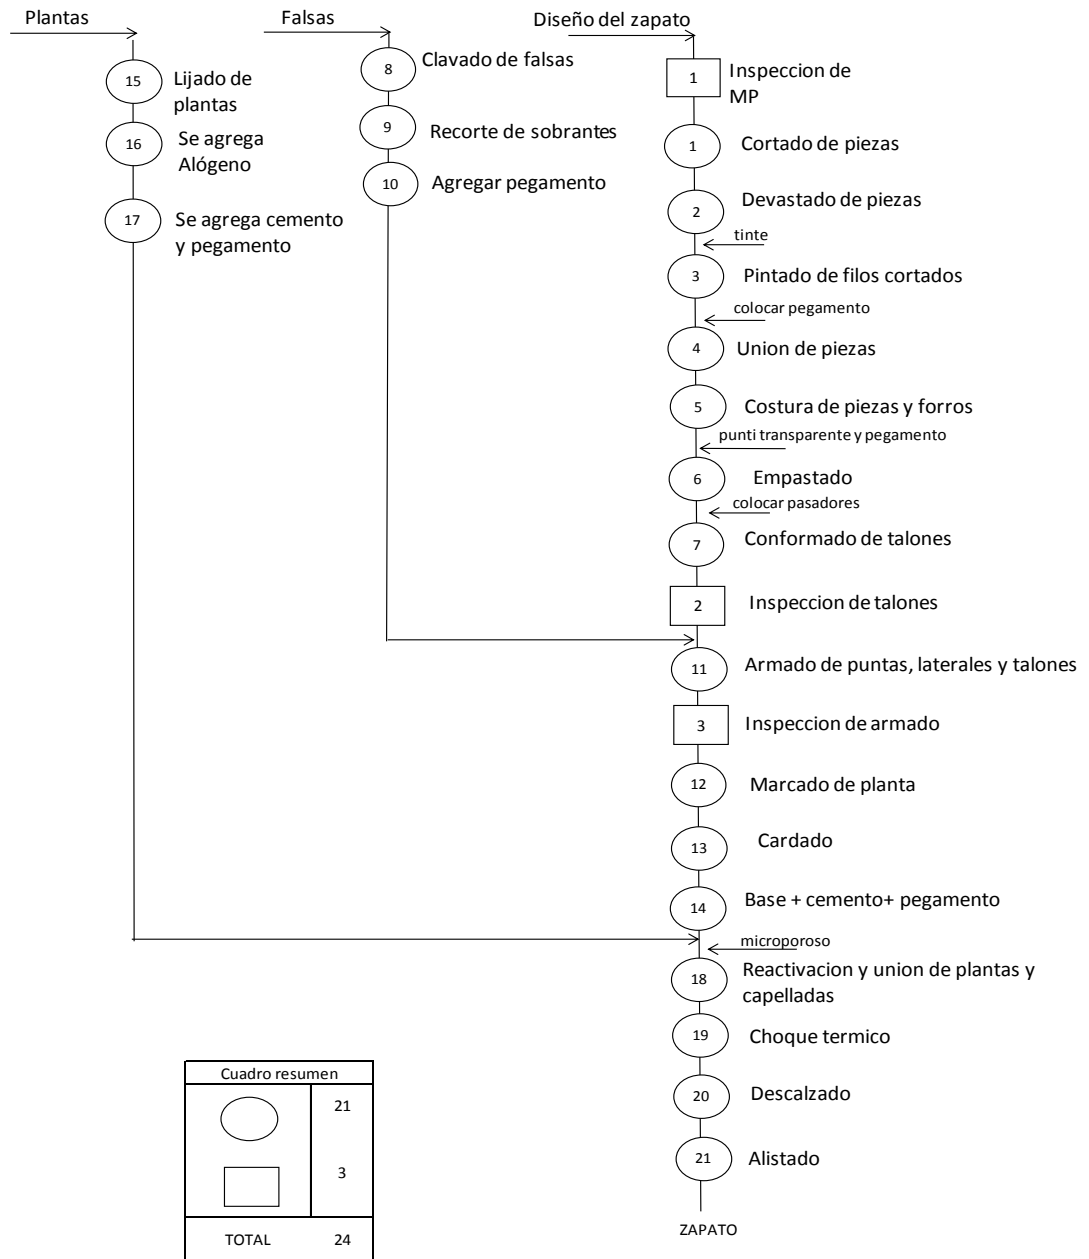 Plantas
15
Lijado de
plantas
16
Se agrega
Alógeno
17
Se agrega cemento
y pegamento
Falsas
8
Clavado de falsas
9
Recorte de sobrantes
10
Agregar pegamento
Diseño del zapato
1
Inspeccion de
MP
1
Cortado de piezas
2
Devastado de piezas
tinte
3
Pintado de filos cortados
colocar pegamento
4
Union de piezas
5
Costura de piezas y forros
punti transparente y pegamento
6
Empastado
colocar pasadores
7
Conformado de talones
2
Inspeccion de talones
11
Armado de puntas, laterales y talones
3
Inspeccion de armado
12
Marcado de planta
13
Cardado
14
Base + cemento+ pegamento
microporoso
18
Reactivacion y union de plantas y
capelladas
19
Choque termico
20
Descalzado
21
Alistado
ZAPATO
Cuadro resumen
21
3
TOTAL 24